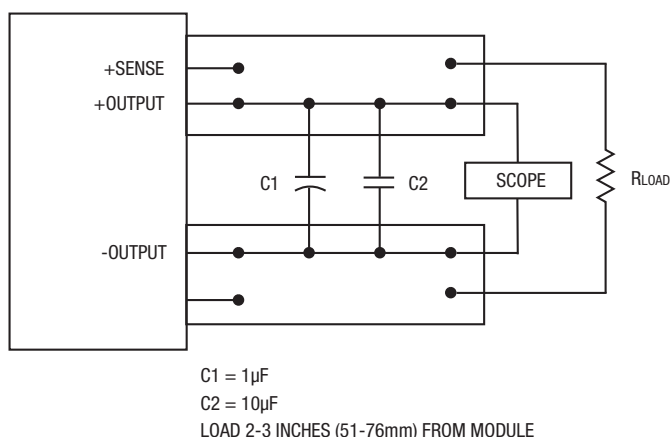 +SENSE
+OUTPUT
C1
C2
SCOPE
RLOAD
-OUTPUT
C1 = 1µF
C2 = 10µF
LOAD 2-3 INCHES (51-76mm) FROM MODULE